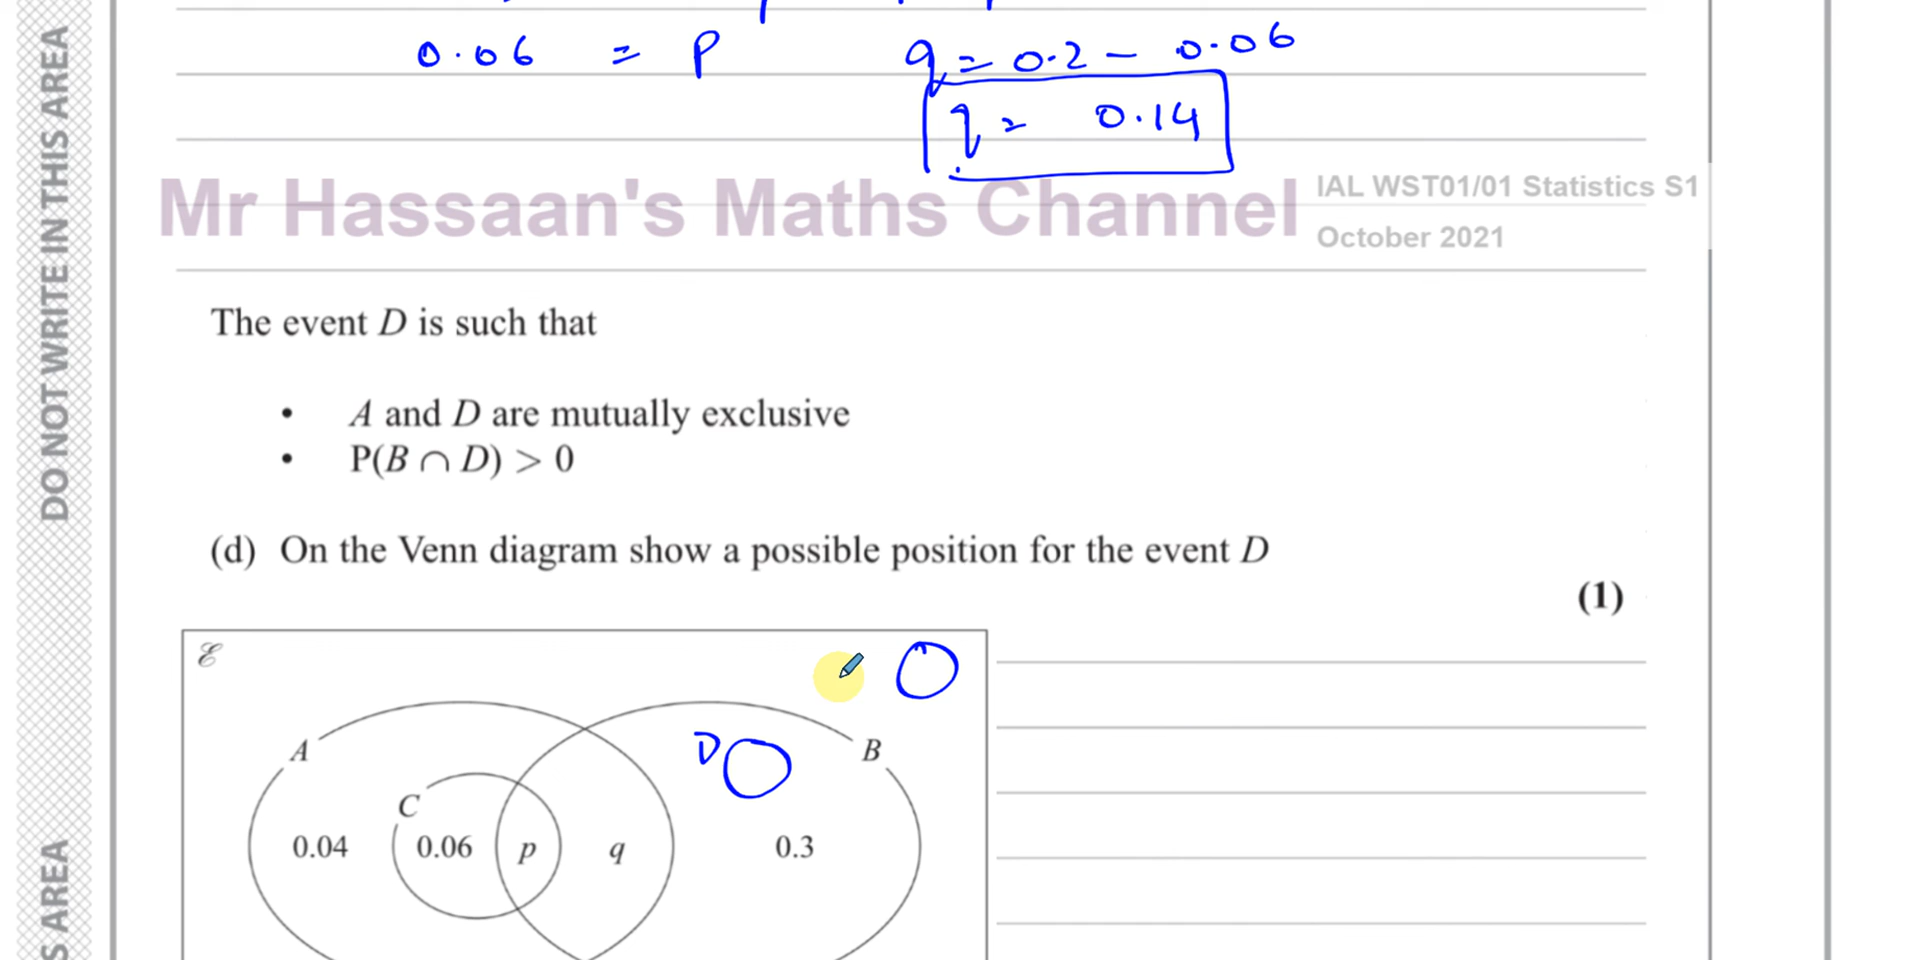 0.06 = p
q = 0.2 - 0.06
q = 0.14
Mr Hassaan's Maths Channel
IAL WST01/01 Statistics S1
October 2021
The event D is such that
• A and D are mutually exclusive
• P(B ∩ D) > 0
(d) On the Venn diagram show a possible position for the event D
(1)
ℰ
A
D
B
C
0.04
0.06
p
q
0.3
DO NOT WRITE IN THIS AREA
S AREA